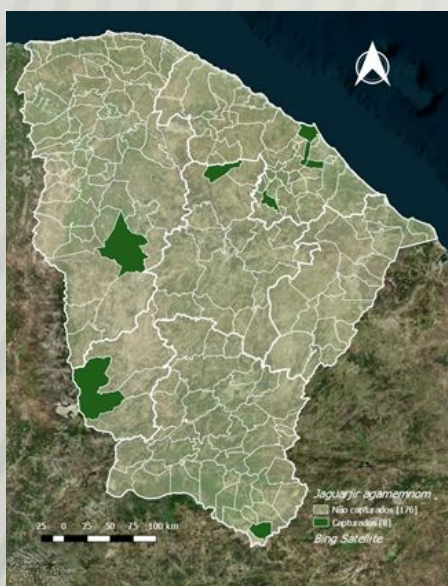 Jaguarjir agamemnom
Não capturados [176]
Capturados [8]
Bing Satellite
25 0 25 50 75 100 km